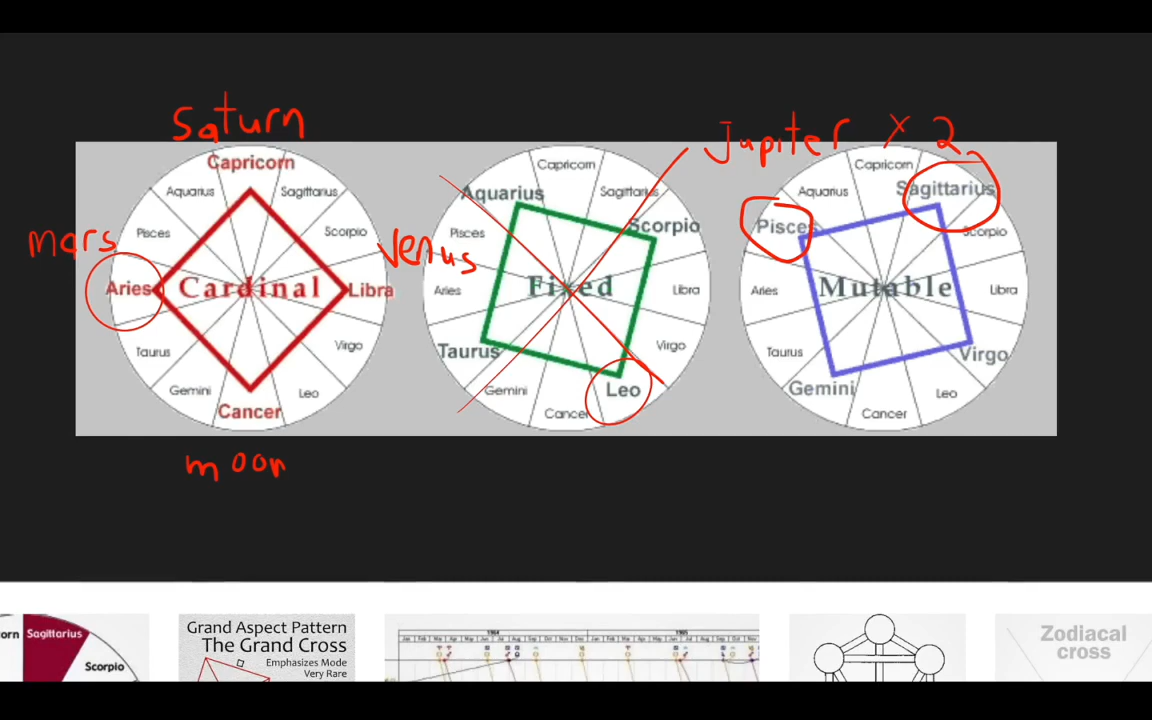 Saturn
mars
Venus
moon
Jupiter x 2
Capricorn
Aquarius
Sagittarius
Pisces
Scorpio
Aries
Cardinal
Libra
Taurus
Virgo
Gemini
Leo
Cancer
Capricorn
Aquarius
Sagittarius
Pisces
Scorpio
Aries
Fixed
Libra
Taurus
Virgo
Gemini
Leo
Cancer
Capricorn
Aquarius
Sagittarius
Pisces
Scorpio
Aries
Mutable
Libra
Taurus
Virgo
Gemini
Leo
Cancer
Sagittarius
Scorpio
Grand Aspect Pattern
The Grand Cross
Emphasizes Mode
Very Rare
1964
1965
Zodiacal
cross